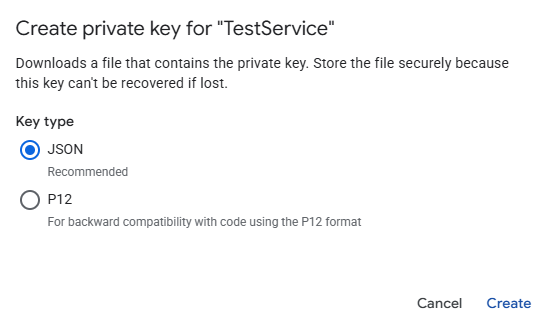 Create private key for "TestService"
Downloads a file that contains the private key. Store the file securely because
this key can't be recovered if lost.
Key type
JSON
Recommended
P12
For backward compatibility with code using the P12 format
Cancel Create